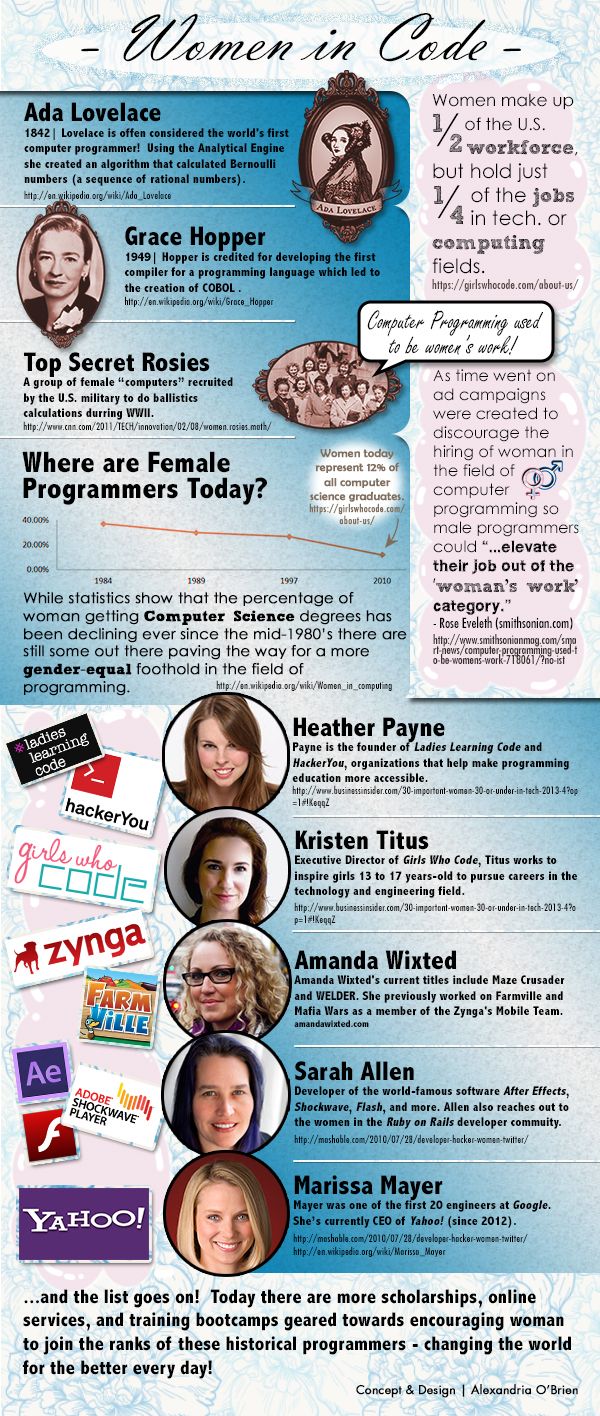 - Women in Code -
Ada Lovelace
1842| Lovelace is often considered the world's first
computer programmer! Using the Analytical Engine
she created an algorithm that calculated Bernoulli
numbers (a sequence of rational numbers).
http://en.wikipedia.org/wiki/Ada_Lovelace
ADA LOVELACE
Grace Hopper
1949| Hopper is credited for developing the first
compiler for a programming language which led to
the creation of COBOL .
http://en.wikipedia.org/wiki/Grace_Hopper
Top Secret Rosies
A group of female “computers” recruited
by the U.S. military to do ballistics
calculations durring WWII.
http://www.cnn.com/2011/TECH/innovation/02/08/women.rosies.math/
Women make up
1/2 of the U.S.
workforce,
but hold just
1/4 of the jobs
in tech. or
computing
fields.
https://girlswhocode.com/about-us/
Computer Programming used
to be women's work!
As time went on
ad campaigns
were created to
discourage the
hiring of woman in
the field of
computer
programming so
male programmers
could “...elevate
their job out of the
'woman's work'
category.”
- Rose Eveleth (smithsonian.com)
http://www.smithsonianmag.com/sma
rt-news/computer-programming-used-t
o-be-womens-work-718061/?no-ist
Where are Female
Programmers Today?
Women today
represent 12% of
all computer
science graduates.
https://girlswhocode.com/
about-us/
40.00%
20.00%
0.00%
1984 1989 1997 2010
While statistics show that the percentage of
woman getting Computer Science degrees has
been declining ever since the mid-1980's there are
still some out there paving the way for a more
gender-equal foothold in the field of
programming.
http://en.wikipedia.org/wiki/Women_in_computing
*ladies
learning
code
hackerYou
Heather Payne
Payne is the founder of Ladies Learning Code and
HackerYou, organizations that help make programming
education more accessible.
http://www.businessinsider.com/30-important-women-30-or-under-in-tech-2013-4?op
=1#!KeqqZ
girls who
code
Kristen Titus
Executive Director of Girls Who Code, Titus works to
inspire girls 13 to 17 years-old to pursue careers in the
technology and engineering field.
http://www.businessinsider.com/30-important-women-30-or-under-in-tech-2013-4?o
p=1#!KeqqZ
zynga
FARM
VILLE
Amanda Wixted
Amanda Wixted's current titles include Maze Crusader
and WELDER. She previously worked on Farmville and
Mafia Wars as a member of the Zynga's Mobile Team.
amandawixted.com
Ae
ADOBE
SHOCKWAVE
PLAYER
Sarah Allen
Developer of the world-famous software After Effects,
Shockwave, Flash, and more. Allen also reaches out to
the women in the Ruby on Rails developer commuity.
http://mashable.com/2010/07/28/developer-hacker-women-twitter/
YAHOO!
Marissa Mayer
Mayer was one of the first 20 engineers at Google.
She's currently CEO of Yahoo! (since 2012).
http://mashable.com/2010/07/28/developer-hacker-women-twitter/
http://en.wikipedia.org/wiki/Marissa_Mayer
...and the list goes on! Today there are more scholarships, online
services, and training bootcamps geared towards encouraging woman
to join the ranks of these historical programmers - changing the world
for the better every day!
Concept & Design | Alexandria O'Brien